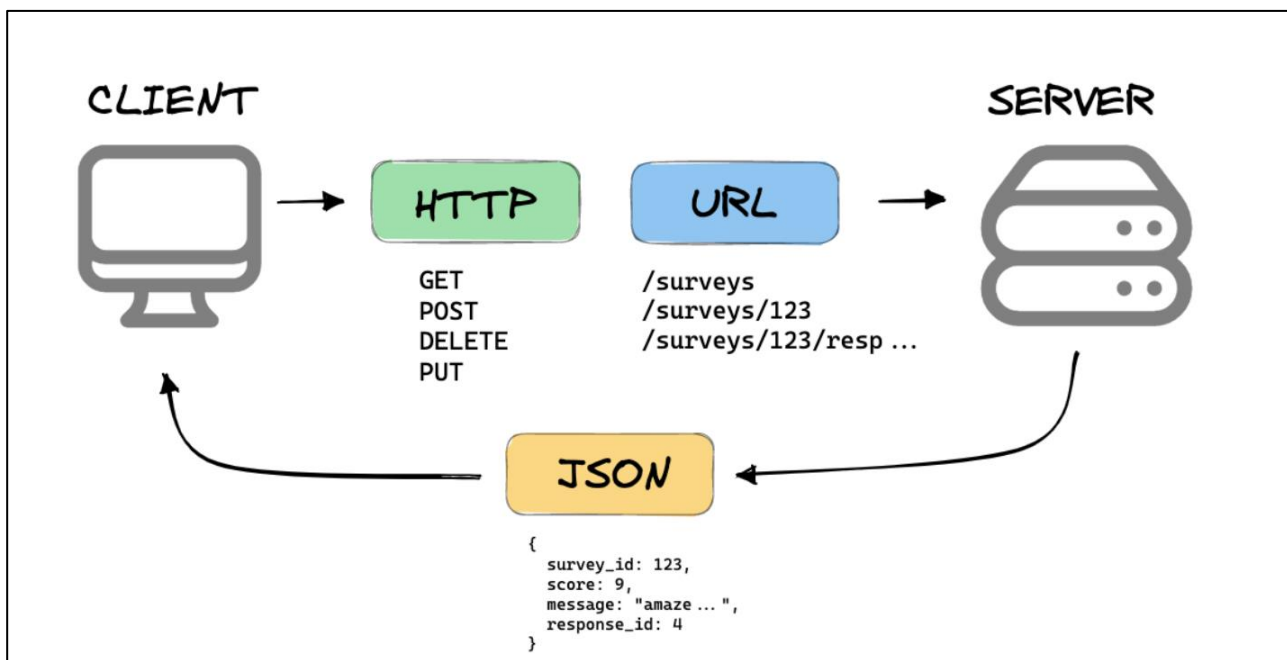 CLIENT
SERVER
HTTP
URL
GET
POST
DELETE
PUT
/surveys
/surveys/123
/surveys/123/resp ...
JSON
{
survey_id: 123,
score: 9,
message: "amaze ... ",
response_id: 4
}